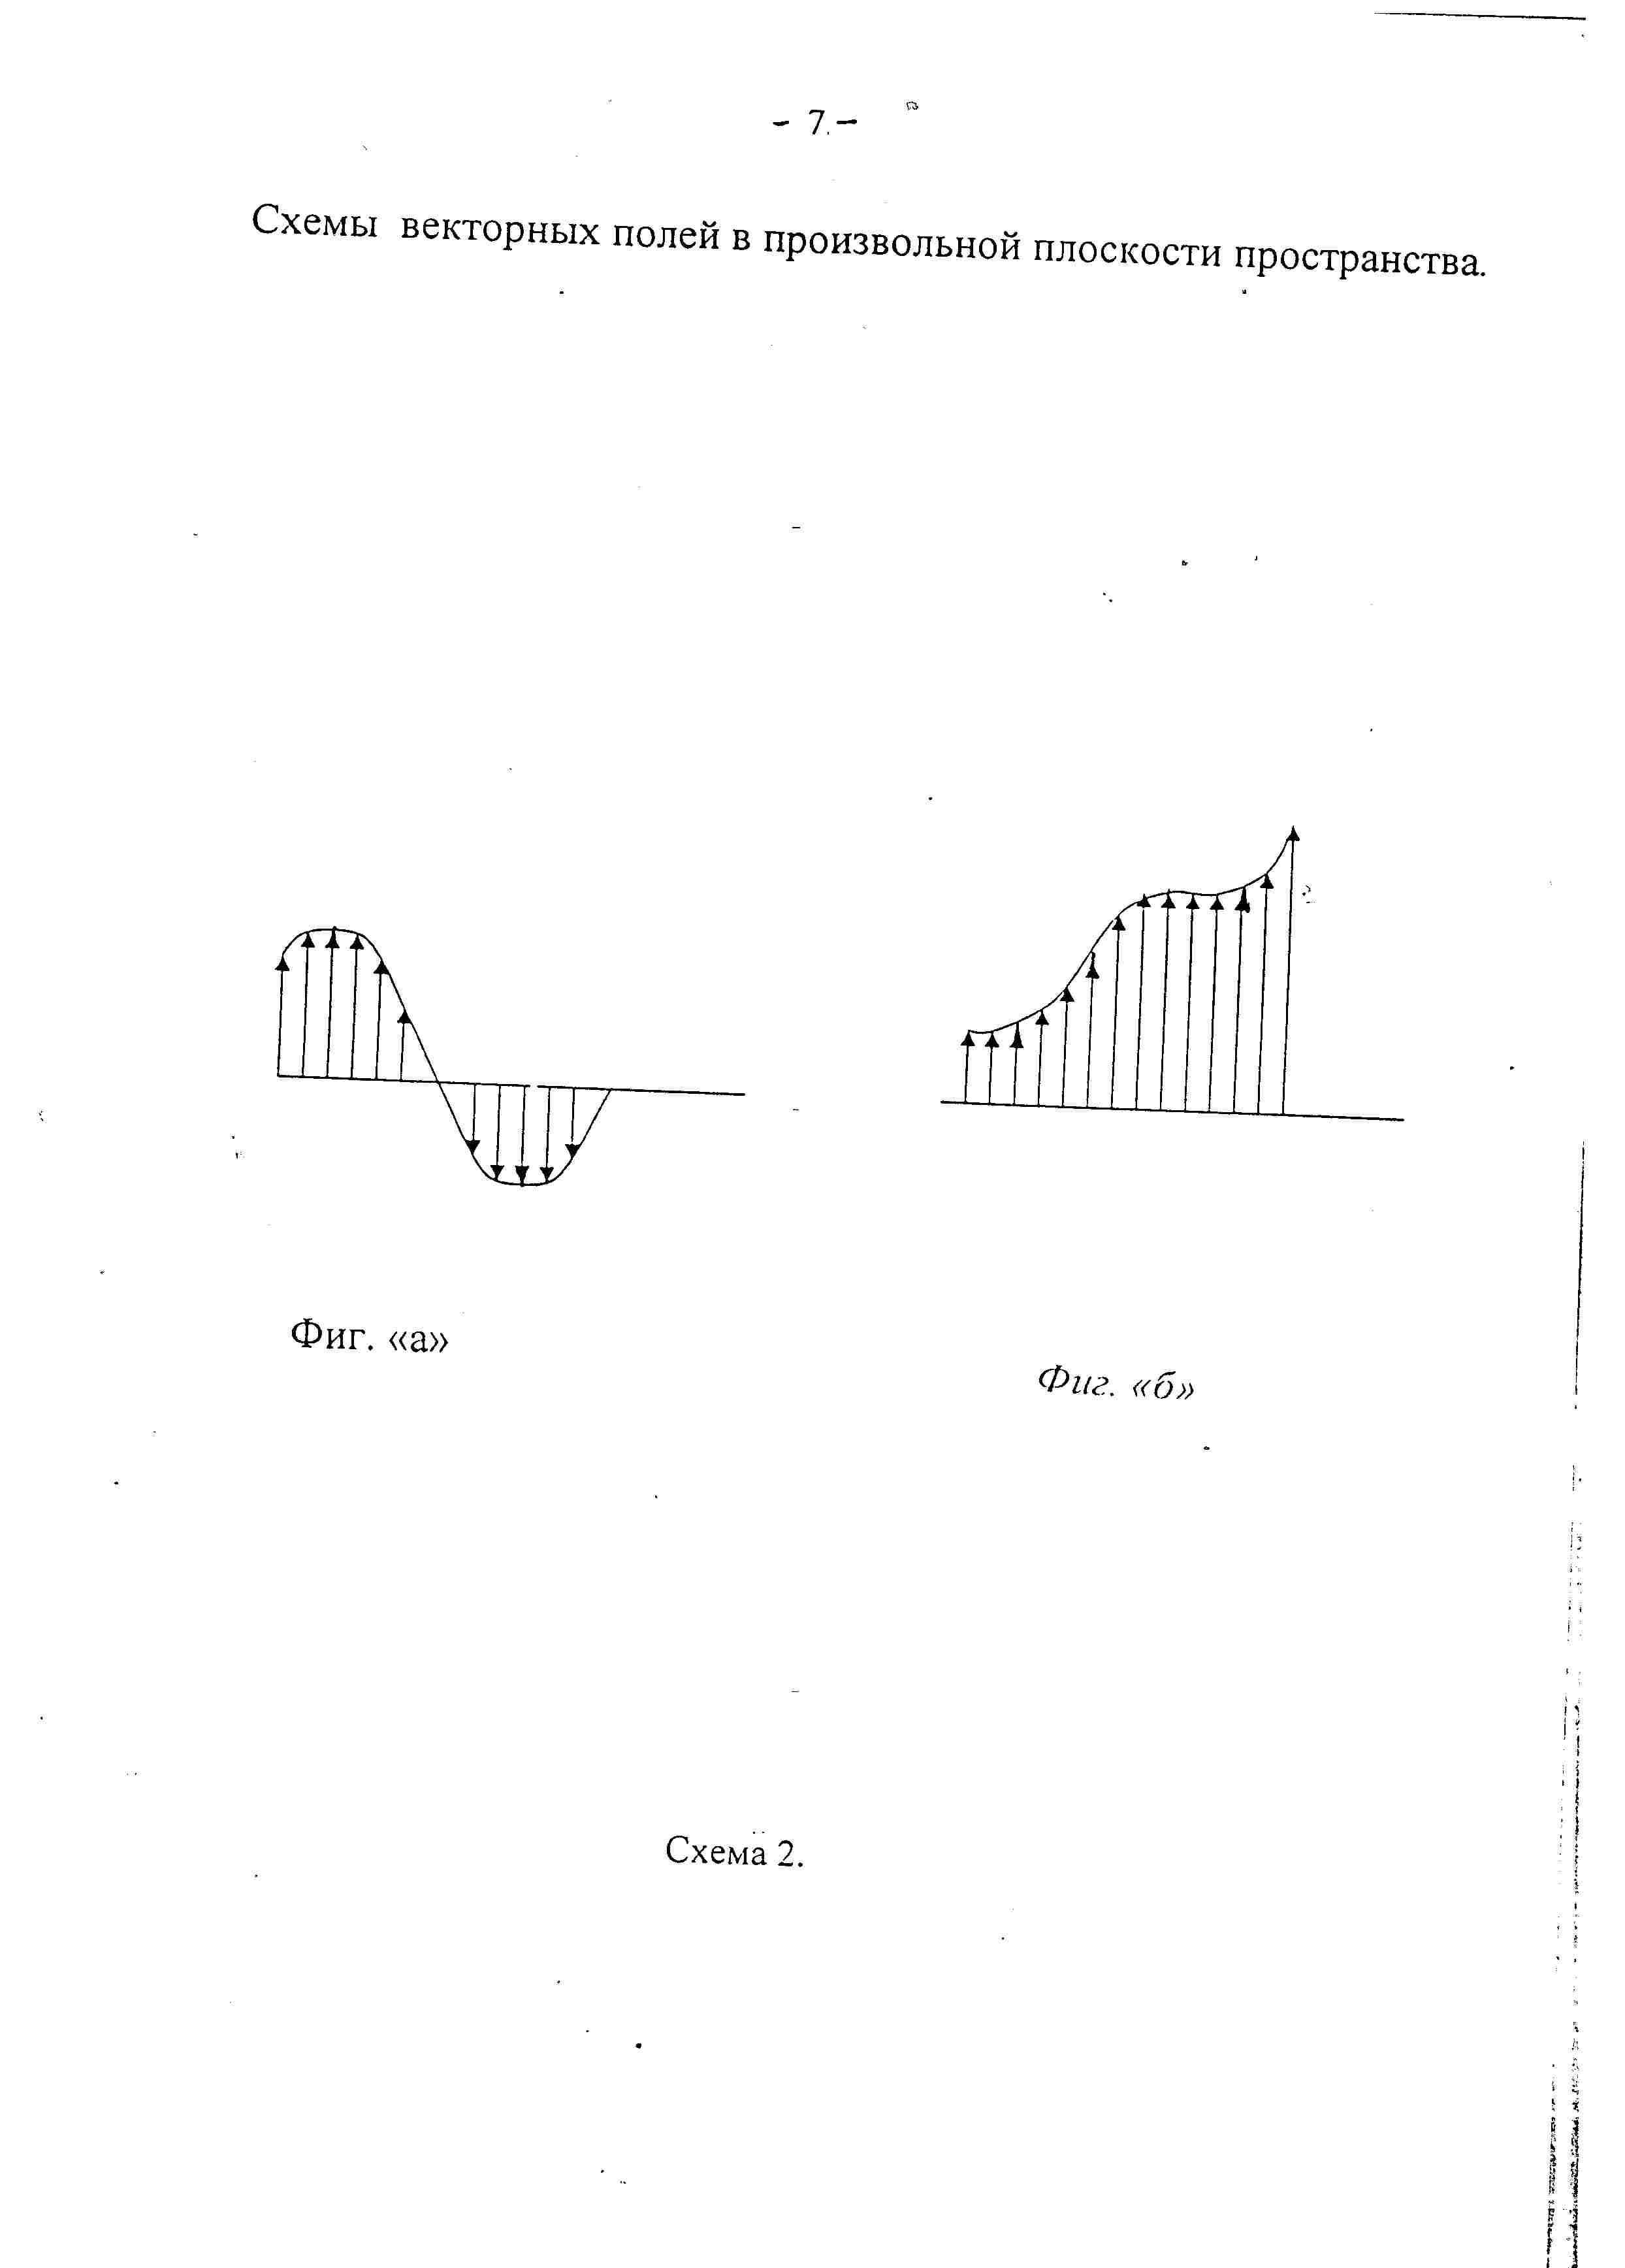 - 7.-
Схемы векторных полей в произвольной плоскости пространства.
Фиг. «а»
Фиг. «б»
Схема 2.